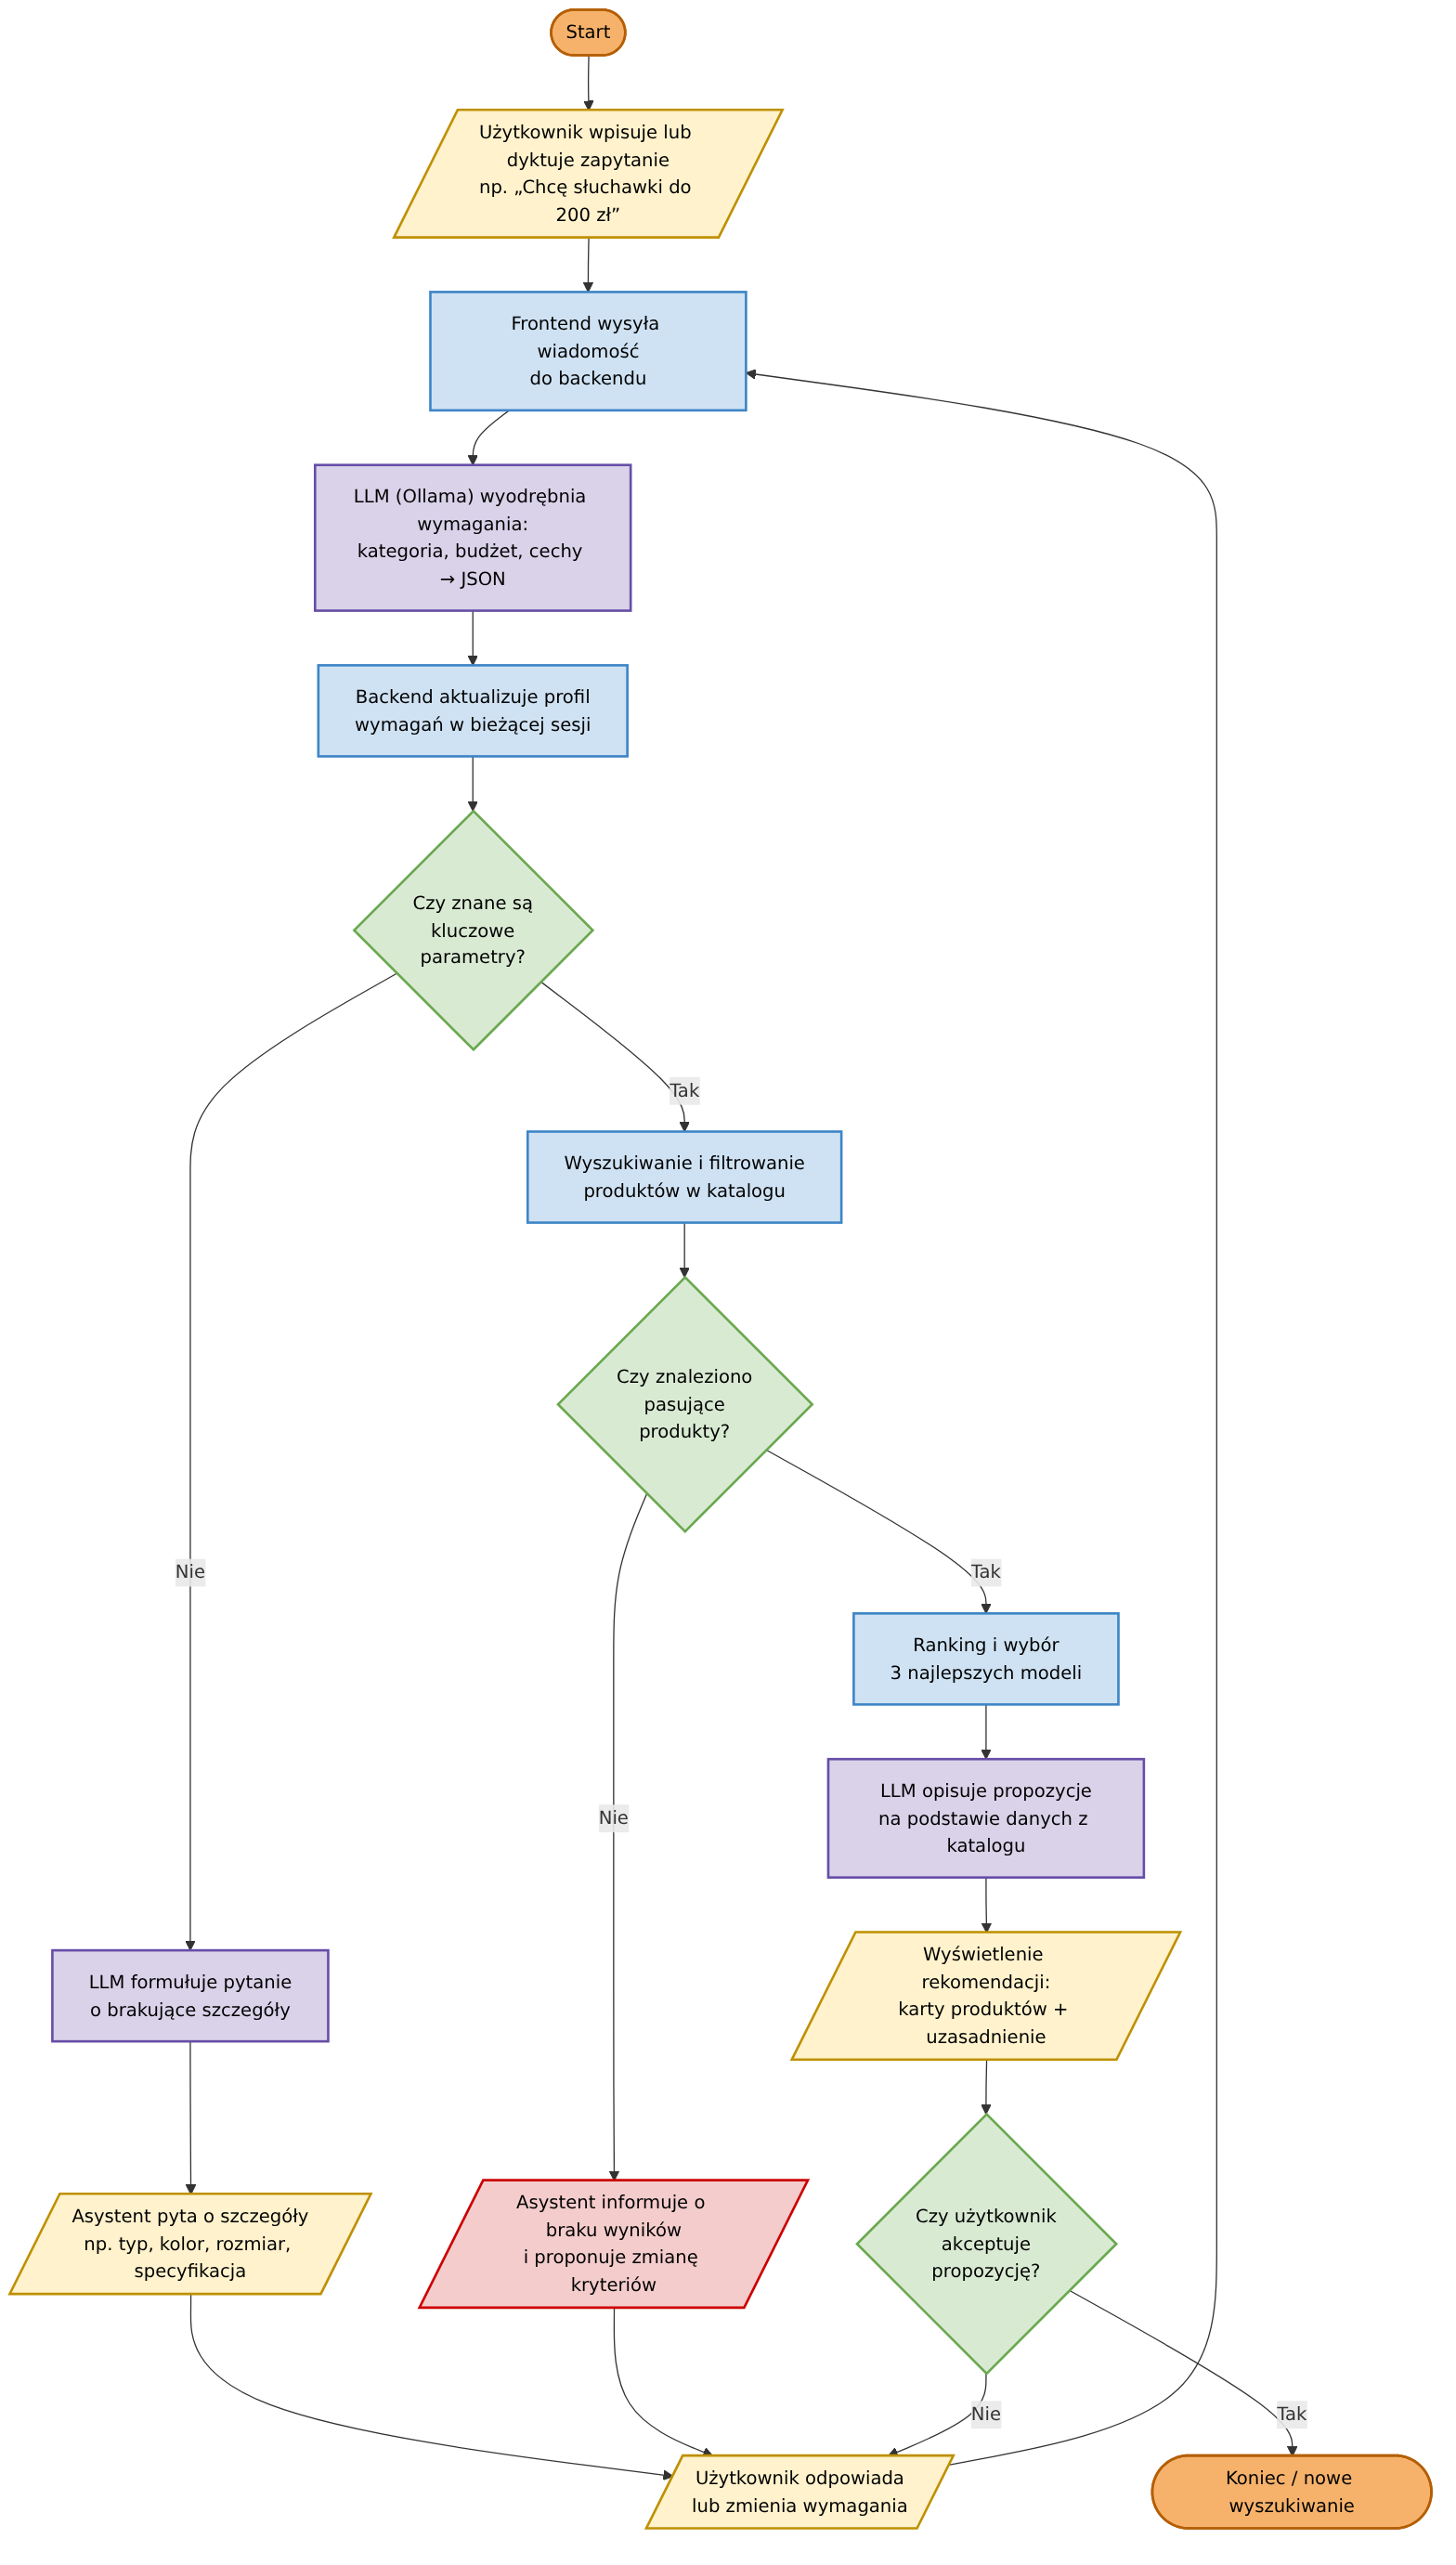 Start
Użytkownik wpisuje lub
dyktuje zapytanie
np. „Chcę słuchawki do
200 zł”
Frontend wysyła
wiadomość
do backendu
LLM (Ollama) wyodrębnia
wymagania:
kategoria, budżet, cechy
→ JSON
Backend aktualizuje profil
wymagań w bieżącej sesji
Czy znane są
kluczowe
parametry?
Tak
Wyszukiwanie i filtrowanie
produktów w katalogu
Czy znaleziono
pasujące
produkty?
Nie
Tak
Ranking i wybór
3 najlepszych modeli
LLM opisuje propozycje
na podstawie danych z
katalogu
Nie
Wyświetlenie
rekomendacji:
karty produktów +
uzasadnienie
LLM formułuje pytanie
o brakujące szczegóły
Asystent pyta o szczegóły
np. typ, kolor, rozmiar,
specyfikacja
Asystent informuje o
braku wyników
i proponuje zmianę
kryteriów
Czy użytkownik
akceptuje
propozycję?
Nie
Tak
Użytkownik odpowiada
lub zmienia wymagania
Koniec / nowe
wyszukiwanie